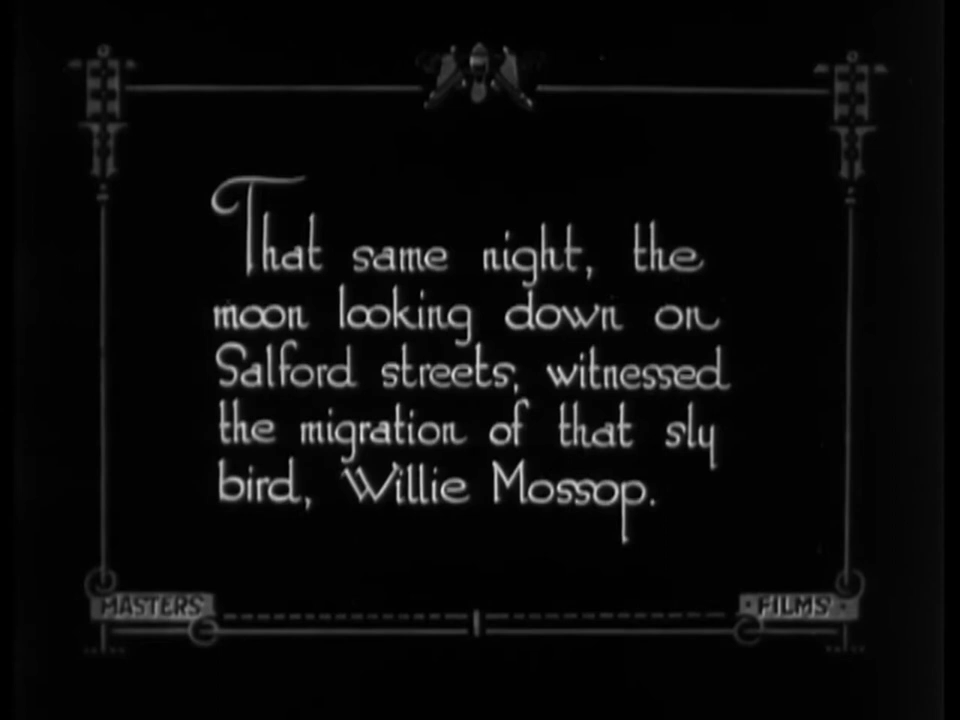 That same night, the
moon looking down on
Salford streets, witnessed
the migration of that sly
bird, Willie Mossop.
MASTERS
· FILMS ·